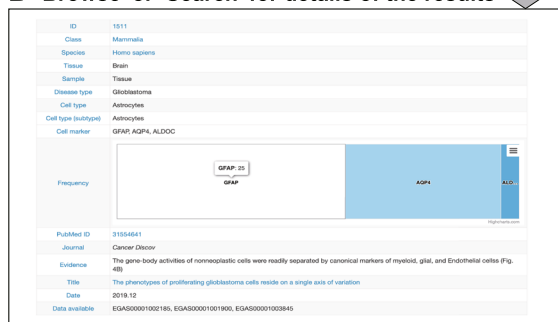 B Browse or Search for details of the results
ID 1511
Class Mammalia
Species Homo sapiens
Tissue Brain
Sample Tissue
Disease type Glioblastoma
Cell type Astrocytes
Cell type (subtype) Astrocytes
Cell marker GFAP, AQP4, ALDOC
Frequency
GFAP: 25
GFAP AQP4 ALD...
Highcharts.com
PubMed ID 31554641
Journal Cancer Discov
Evidence The gene-body activities of nonneoplastic cells were readily separated by canonical markers of myeloid, glial, and Endothelial cellss (Fig.
4B)
Title The phenotypes of proliferating glioblastoma cells reside on a single axis of variation
Date 2019.12
Data available EGAS00001002185, EGAS00001001900, EGAS00001003845